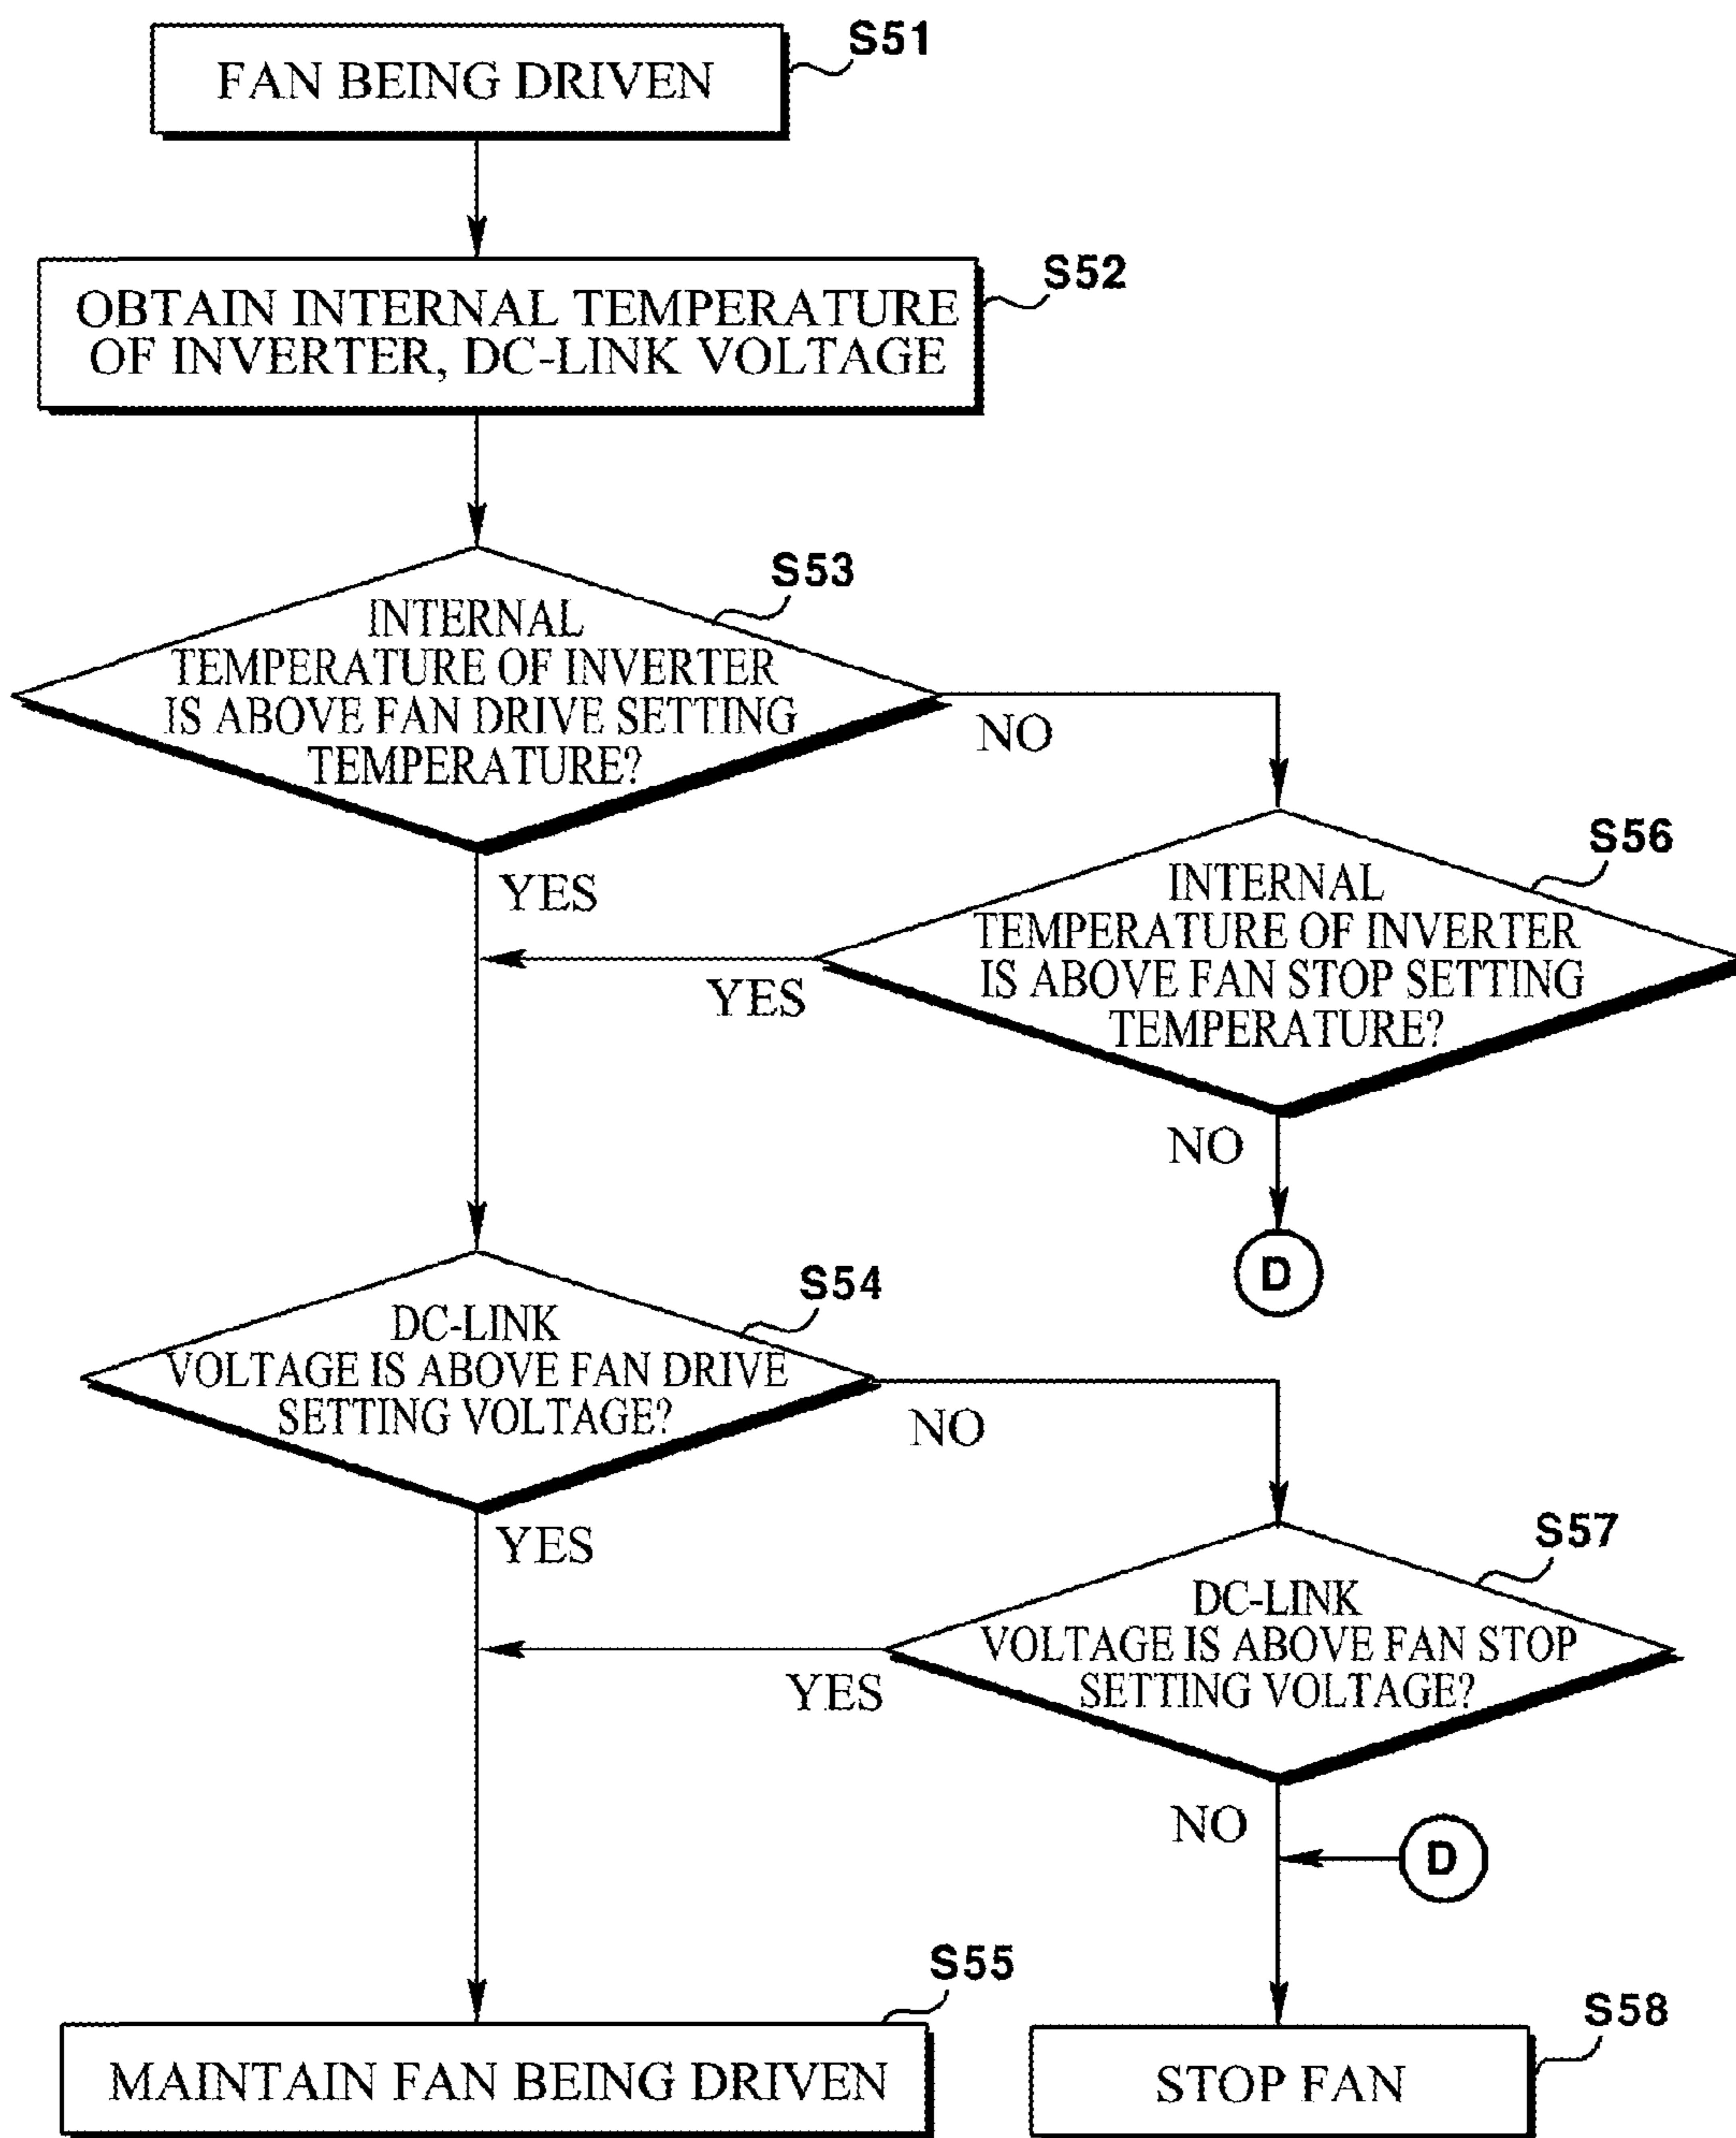 S51
FAN BEING DRIVEN
S52
OBTAIN INTERNAL TEMPERATURE
OF INVERTER, DC-LINK VOLTAGE
S53
INTERNAL
TEMPERATURE OF INVERTER
IS ABOVE FAN DRIVE SETTING
TEMPERATURE?
NO
YES
S56
INTERNAL
TEMPERATURE OF INVERTER
IS ABOVE FAN STOP SETTING
TEMPERATURE?
YES
NO
D
S54
DC-LINK
VOLTAGE IS ABOVE FAN DRIVE
SETTING VOLTAGE?
NO
YES
S57
DC-LINK
VOLTAGE IS ABOVE FAN STOP
SETTING VOLTAGE?
YES
NO
D
S55
MAINTAIN FAN BEING DRIVEN
S58
STOP FAN